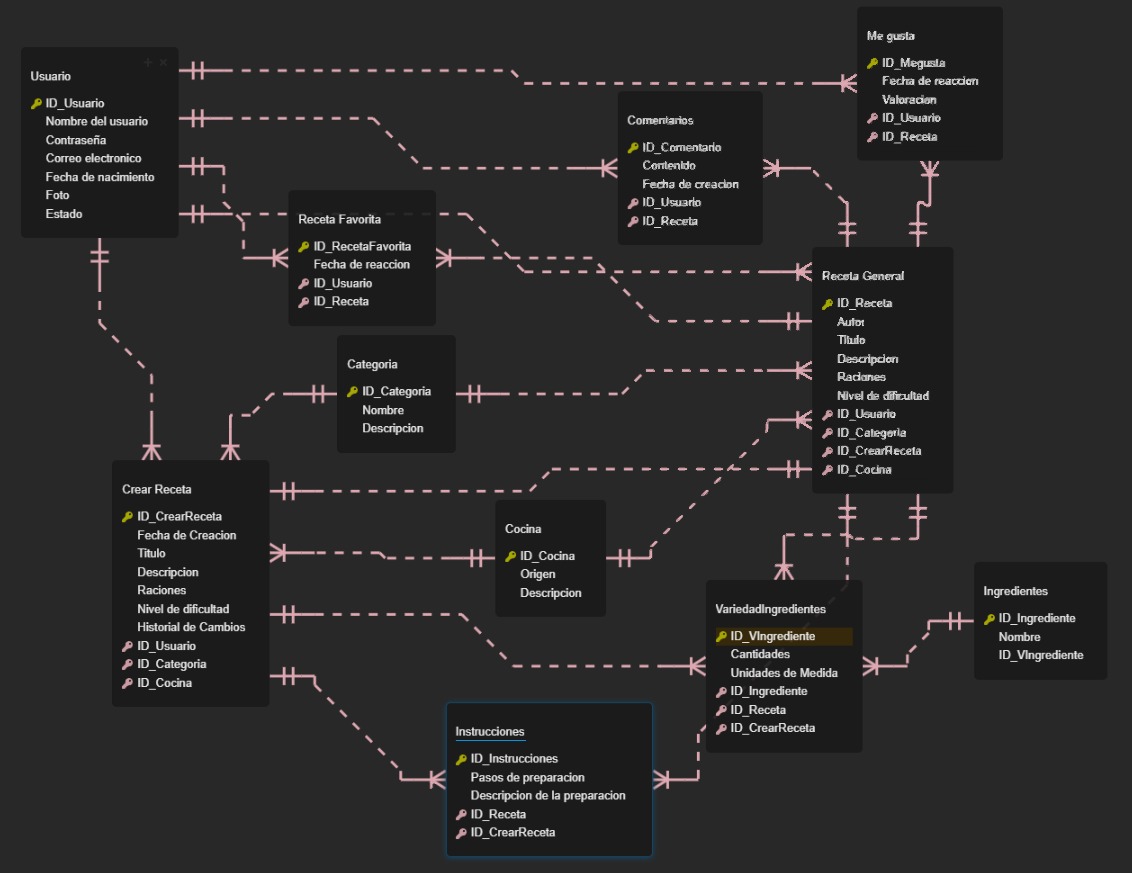 Usuario
ID_Usuario
Nombre del usuario
Contraseña
Correo electronico
Fecha de nacimiento
Foto
Estado
Me gusta
ID_Megusta
Fecha de reaccion
Valoracion
ID_Usuario
ID_Receta
Comentarios
ID_Comentario
Contenido
Fecha de creacion
ID_Usuario
ID_Receta
Receta Favorita
ID_RecetaFavorita
Fecha de reaccion
ID_Usuario
ID_Receta
Receta General
ID_Receta
Autor
Titulo
Descripcion
Raciones
Nivel de dificultad
ID_Usuario
ID_Categoria
ID_CrearReceta
ID_Cocina
Categoria
ID_Categoria
Nombre
Descripcion
Crear Receta
ID_CrearReceta
Fecha de Creacion
Titulo
Descripcion
Raciones
Nivel de dificultad
Historial de Cambios
ID_Usuario
ID_Categoria
ID_Cocina
Cocina
ID_Cocina
Origen
Descripcion
VariedadIngredientes
ID_VIngrediente
Cantidades
Unidades de Medida
ID_Ingrediente
ID_Receta
ID_CrearReceta
Ingredientes
ID_Ingrediente
Nombre
ID_VIngrediente
Instrucciones
ID_Instrucciones
Pasos de preparacion
Descripcion de la preparacion
ID_Receta
ID_CrearReceta